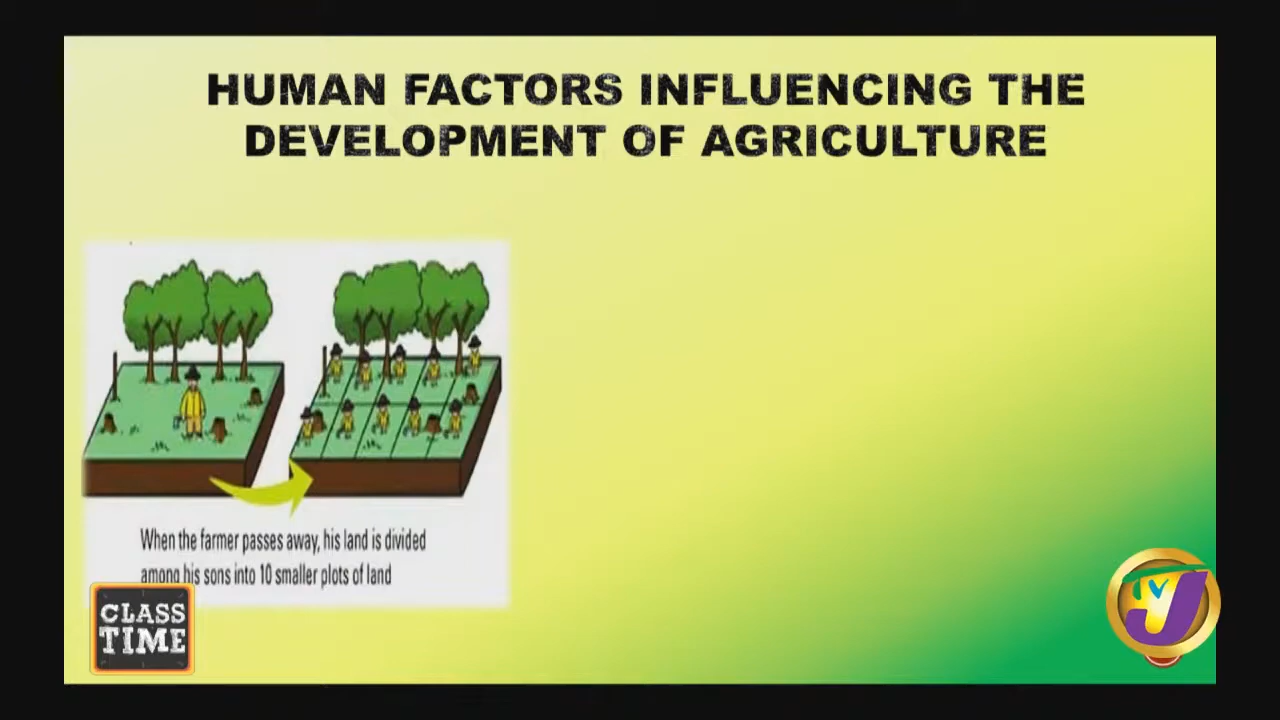 HUMAN FACTORS INFLUENCING THE
DEVELOPMENT OF AGRICULTURE
When the farmer passes away, his land is divided
among his sons into 10 smaller plots of land
CLASS
TIME
TVJ